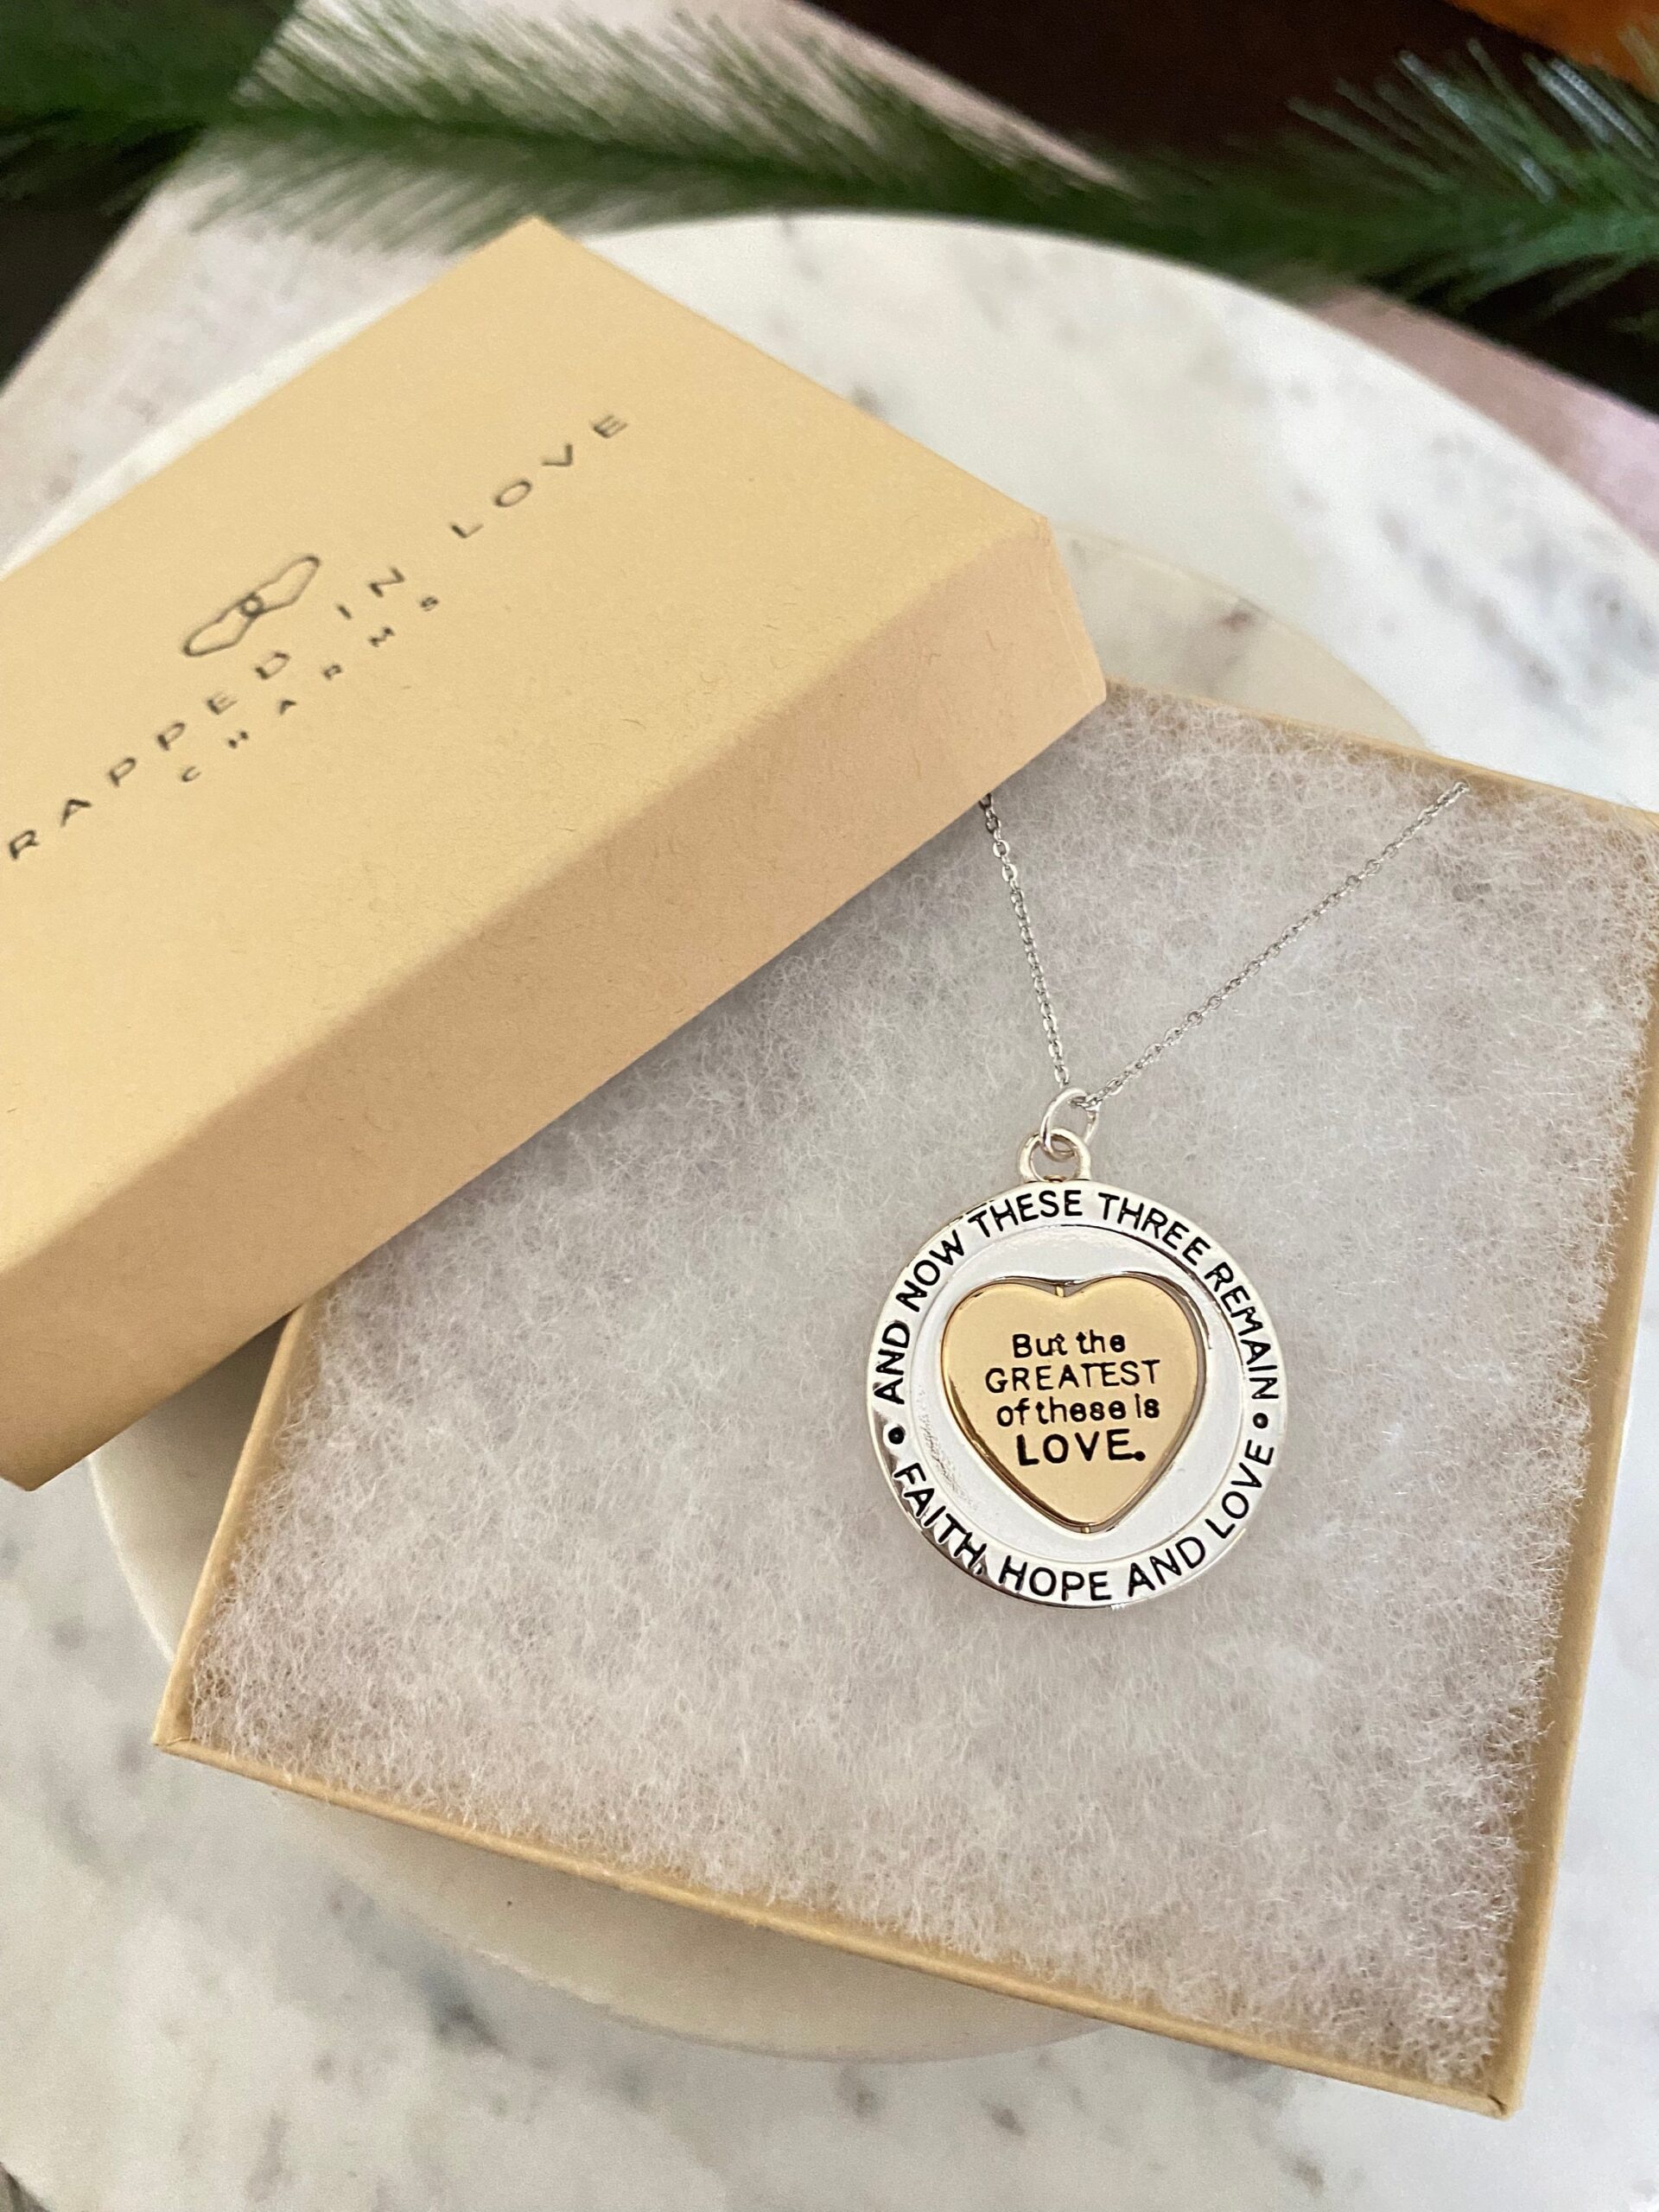 RAPPED IN LOVE
CHARMS
AND NOW THESE THREE REMAIN
But the
GREATEST
of these is
LOVE.
• FAITH, HOPE AND LOVE •